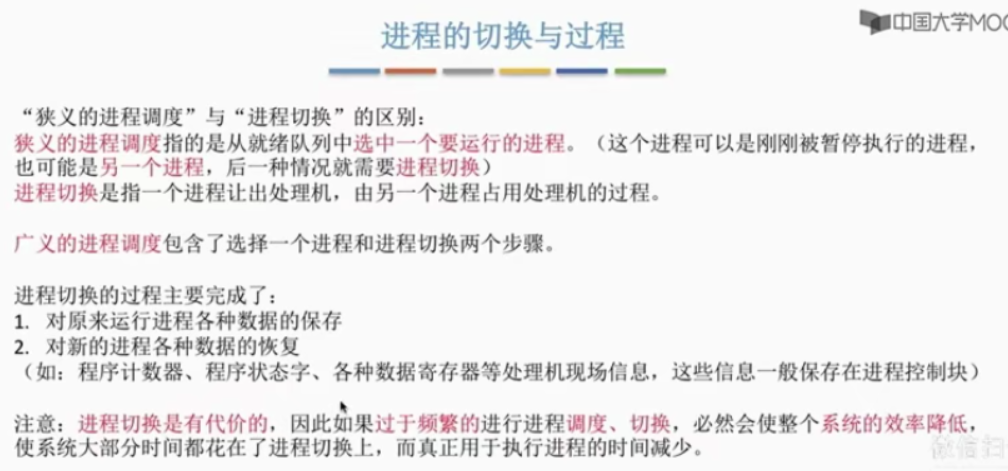 中国大学MOO
进程的切换与过程
“狭义的进程调度”与“进程切换”的区别：
狭义的进程调度指的是从就绪队列中选中一个要运行的进程。（这个进程可以是刚刚被暂停执行的进程，
也可能是另一个进程，后一种情况就需要进程切换）
进程切换是指一个进程让出处理机，由另一个进程占用处理机的过程。
广义的进程调度包含了选择一个进程和进程切换两个步骤。
进程切换的过程主要完成了：
1. 对原来运行进程各种数据的保存
2. 对新的进程各种数据的恢复
（如：程序计数器、程序状态字、各种数据寄存器等处理机现场信息，这些信息一般保存在进程控制块）
注意：进程切换是有代价的，因此如果过于频繁的进行进程调度、切换，必然会使整个系统的效率降低，
使系统大部分时间都花在了进程切换上，而真正用于执行进程的时间减少。
微信扫